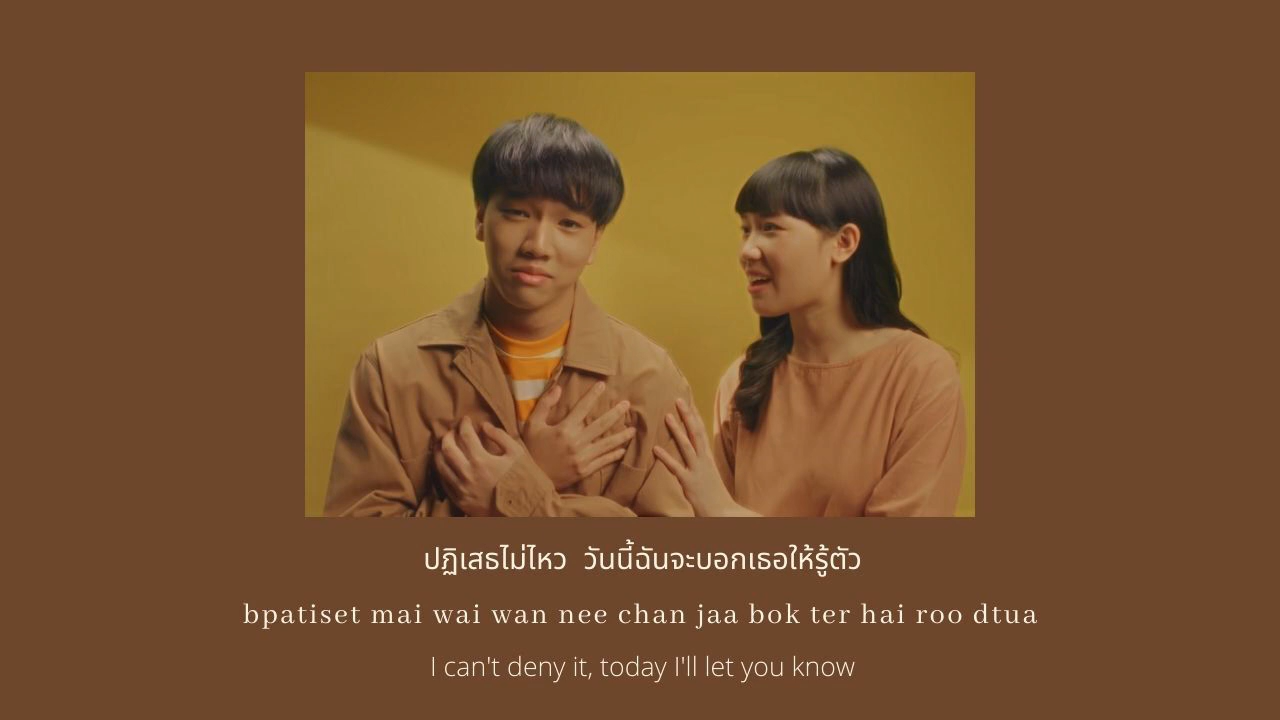 ปฏิเสธไม่ไหว วันนี้ฉันจะบอกเธอให้รู้ตัว
bpatiset mai wai wan nee chan jaa bok ter hai roo dtua
I can't deny it, today I'll let you know